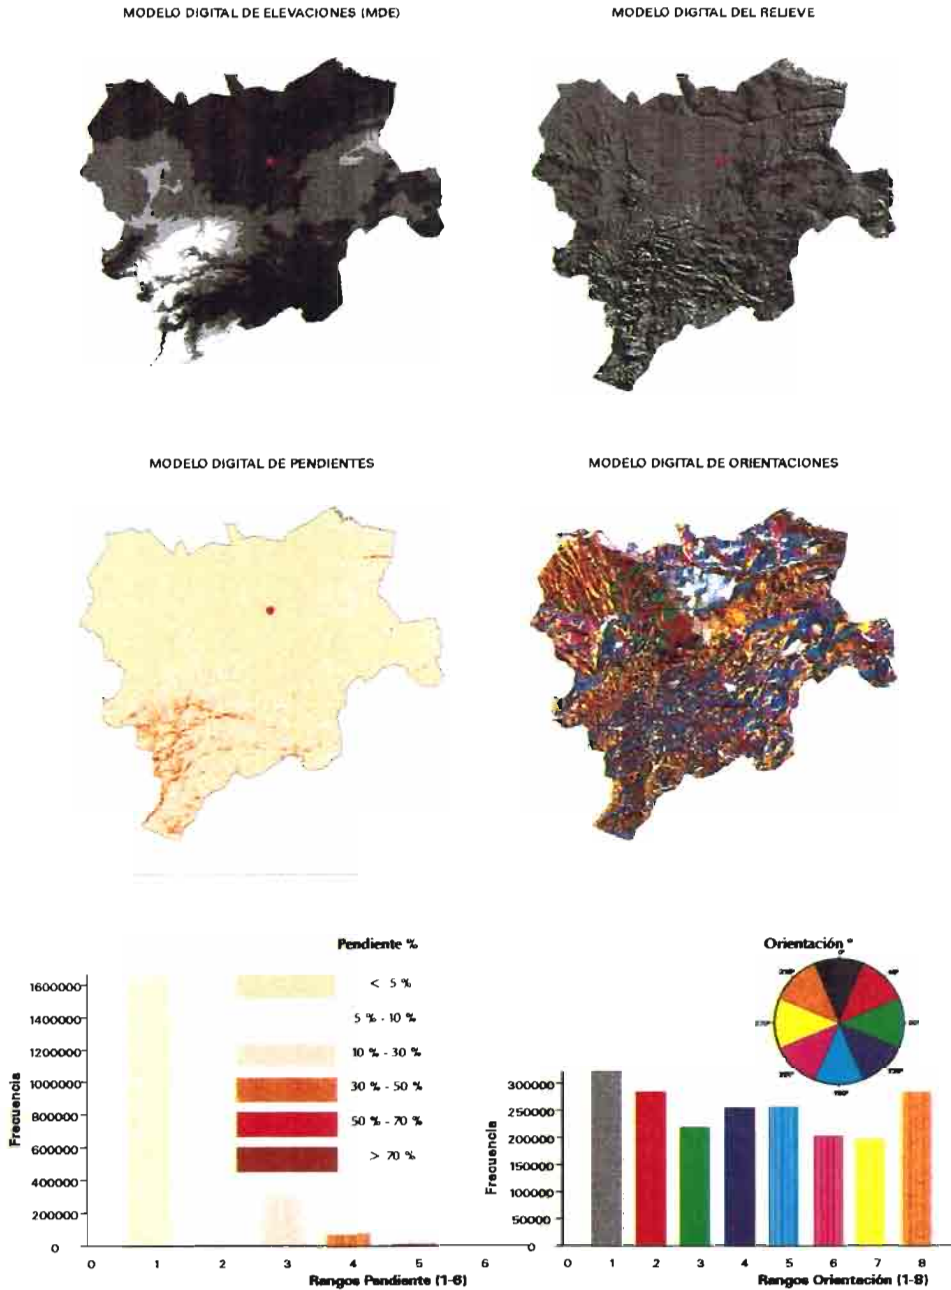 MODELO DIGITAL DE ELEVACIONES (MDE)
MODELO DIGITAL DEL RELIEVE
MODELO DIGITAL DE PENDIENTES
MODELO DIGITAL DE ORIENTACIONES
Pendiente %
< 5 %
5 % - 10 %
10 % - 30 %
30 % - 50 %
50 % - 70 %
> 70 %
Frecuencia
1600000
1400000
1200000
1000000
800000
600000
400000
200000
0
0 1 2 3 4 5 6
Rangos Pendiente (1-6)
Orientación °
0°
270°
180°
Frecuencia
300000
250000
200000
150000
100000
50000
0
0 1 2 3 4 5 6 7 8
Rangos Orientación (1-8)